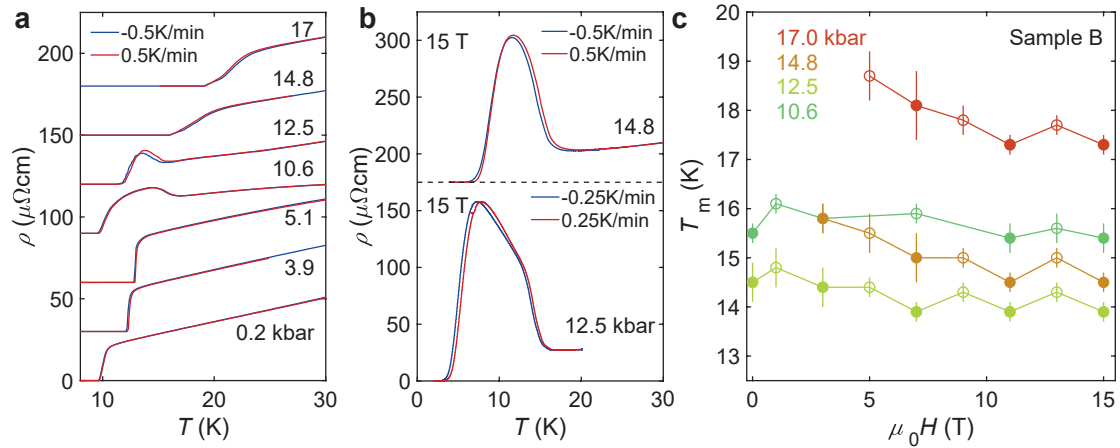 a
-0.5K/min
0.5K/min
17
14.8
12.5
10.6
5.1
3.9
0.2 kbar
200
150
100
50
0
ρ (μΩcm)
10
20
30
T (K)
b
15 T
-0.5K/min
0.5K/min
14.8
15 T
-0.25K/min
0.25K/min
12.5 kbar
300
250
200
150
100
50
0
ρ (μΩcm)
0
10
20
30
T (K)
c
17.0 kbar
14.8
12.5
10.6
Sample B
20
19
18
17
16
15
14
13
T m (K)
0
5
10
15
μ 0 H (T)